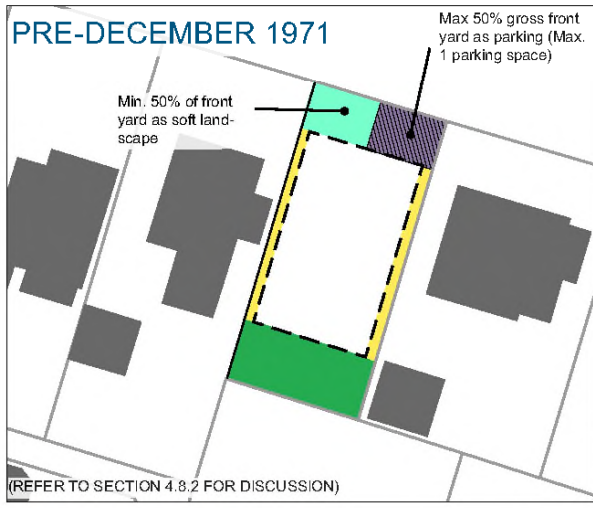 PRE-DECEMBER 1971
Max 50% gross front
yard as parking (Max.
1 parking space)
Min. 50% of front
yard as soft land-
scape
(REFER TO SECTION 4.8.2 FOR DISCUSSION)